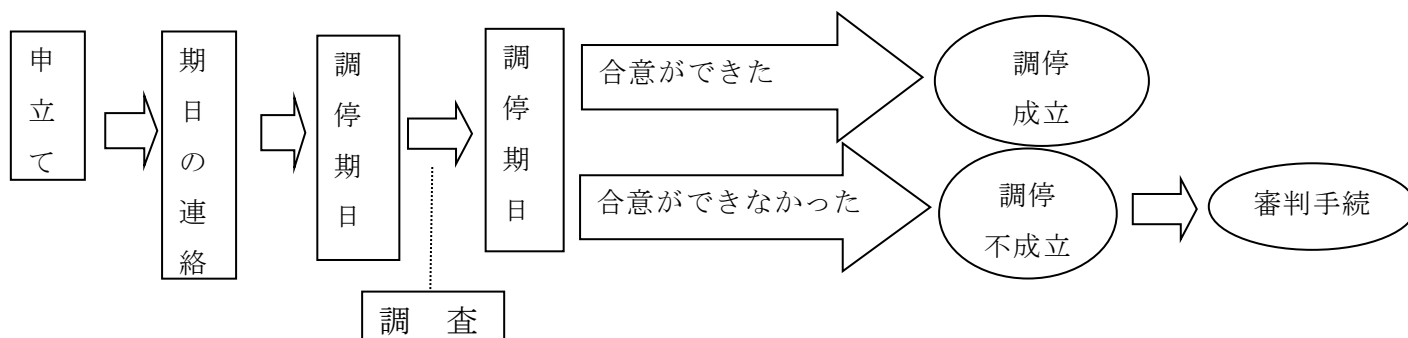 申立て
期日の連絡
調停期日
調査
調停期日
合意ができた
調停
成立
合意ができなかった
調停
不成立
審判手続